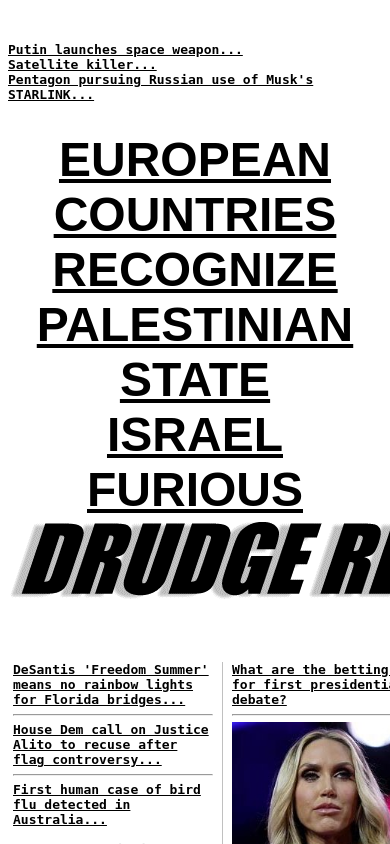 Putin launches space weapon...
Satellite killer...
Pentagon pursuing Russian use of Musk's
STARLINK...
EUROPEAN
COUNTRIES
RECOGNIZE
PALESTINIAN
STATE
ISRAEL
FURIOUS
DRUDGE RE
DeSantis 'Freedom Summer'
means no rainbow lights
for Florida bridges...
House Dem call on Justice
Alito to recuse after
flag controversy...
First human case of bird
flu detected in
Australia...
What are the betting
for first presidentia
debate?